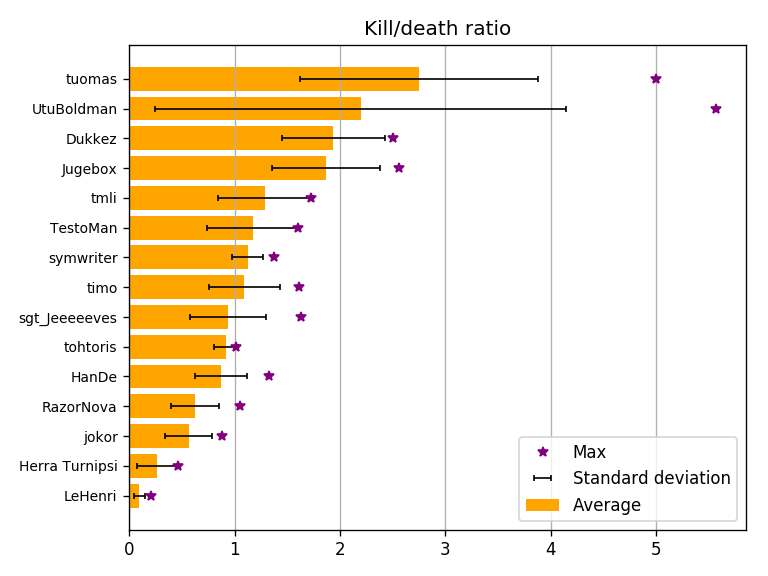 Kill/death ratio
tuomas
UtuBoldman
Dukkez
Jugebox
tmli
TestoMan
symwriter
timo
sgt_Jeeeeeves
tohtoris
HanDe
RazorNova
jokor
Herra Turnipsi
LeHenri
Max
Standard deviation
Average
0 1 2 3 4 5